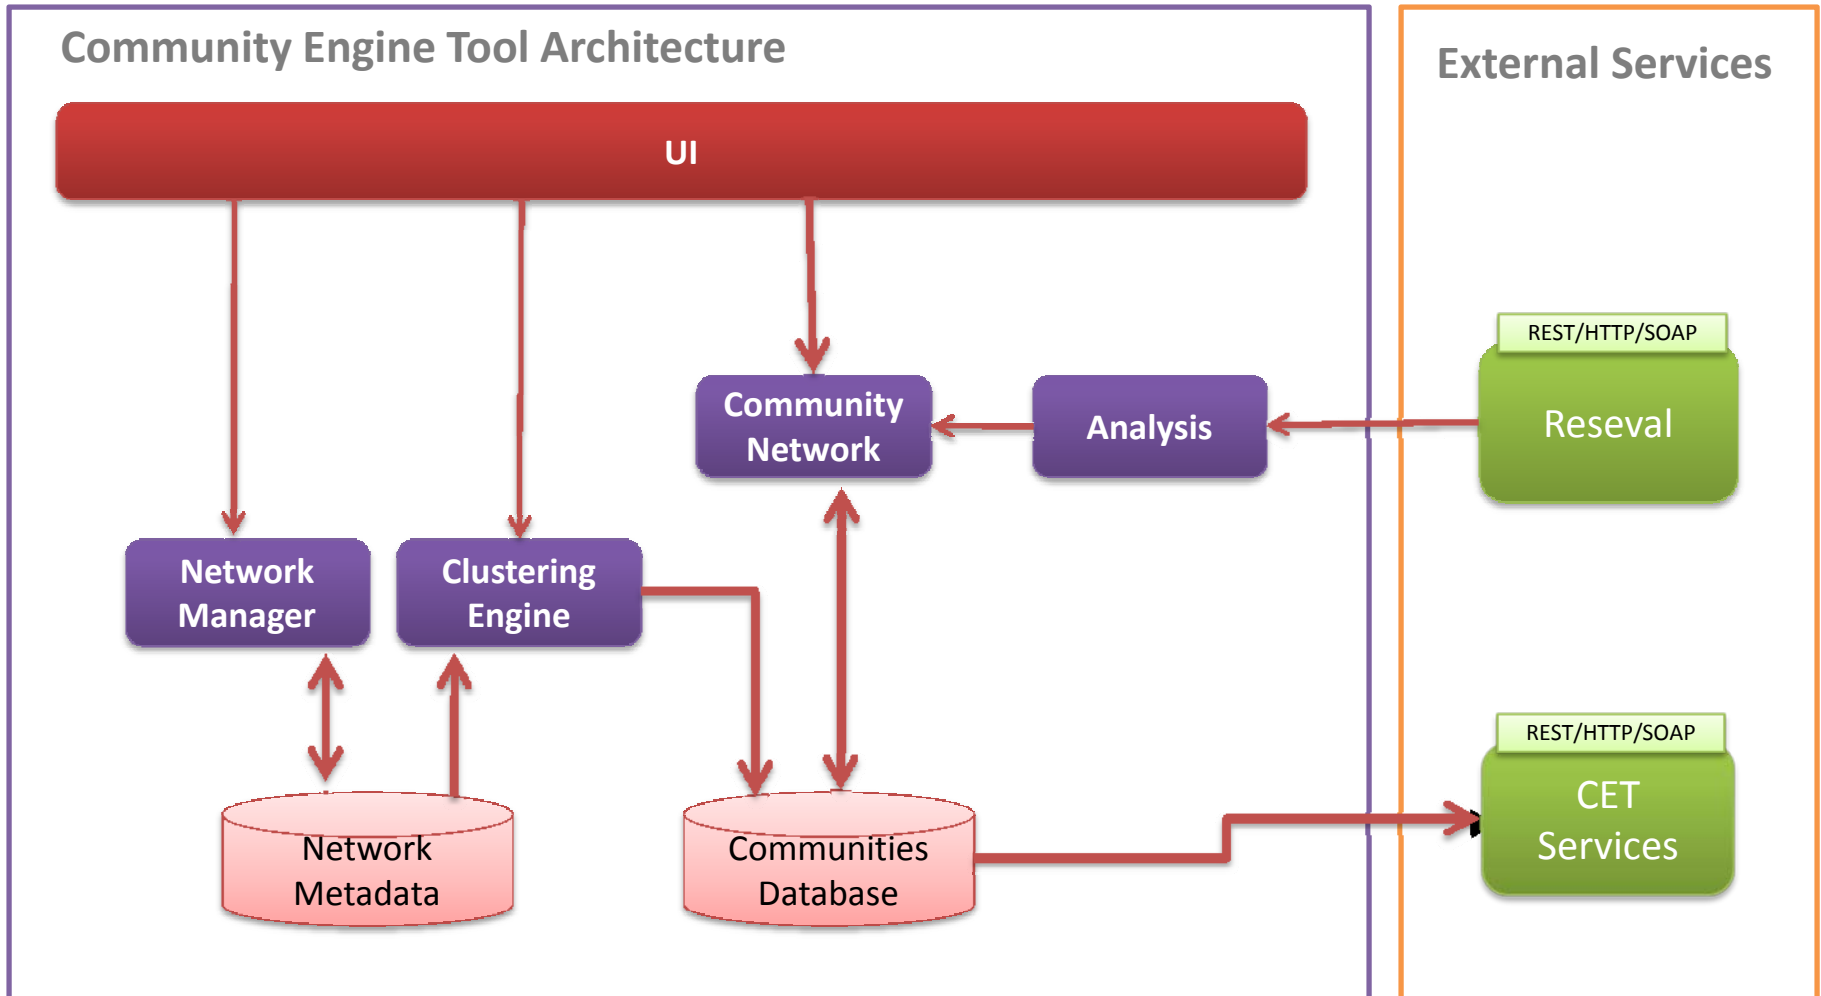 Community Engine Tool Architecture
External Services
UI
REST/HTTP/SOAP
Reseval
Community
Network
Analysis
Network
Manager
Clustering
Engine
REST/HTTP/SOAP
CET
Services
Network
Metadata
Communities
Database